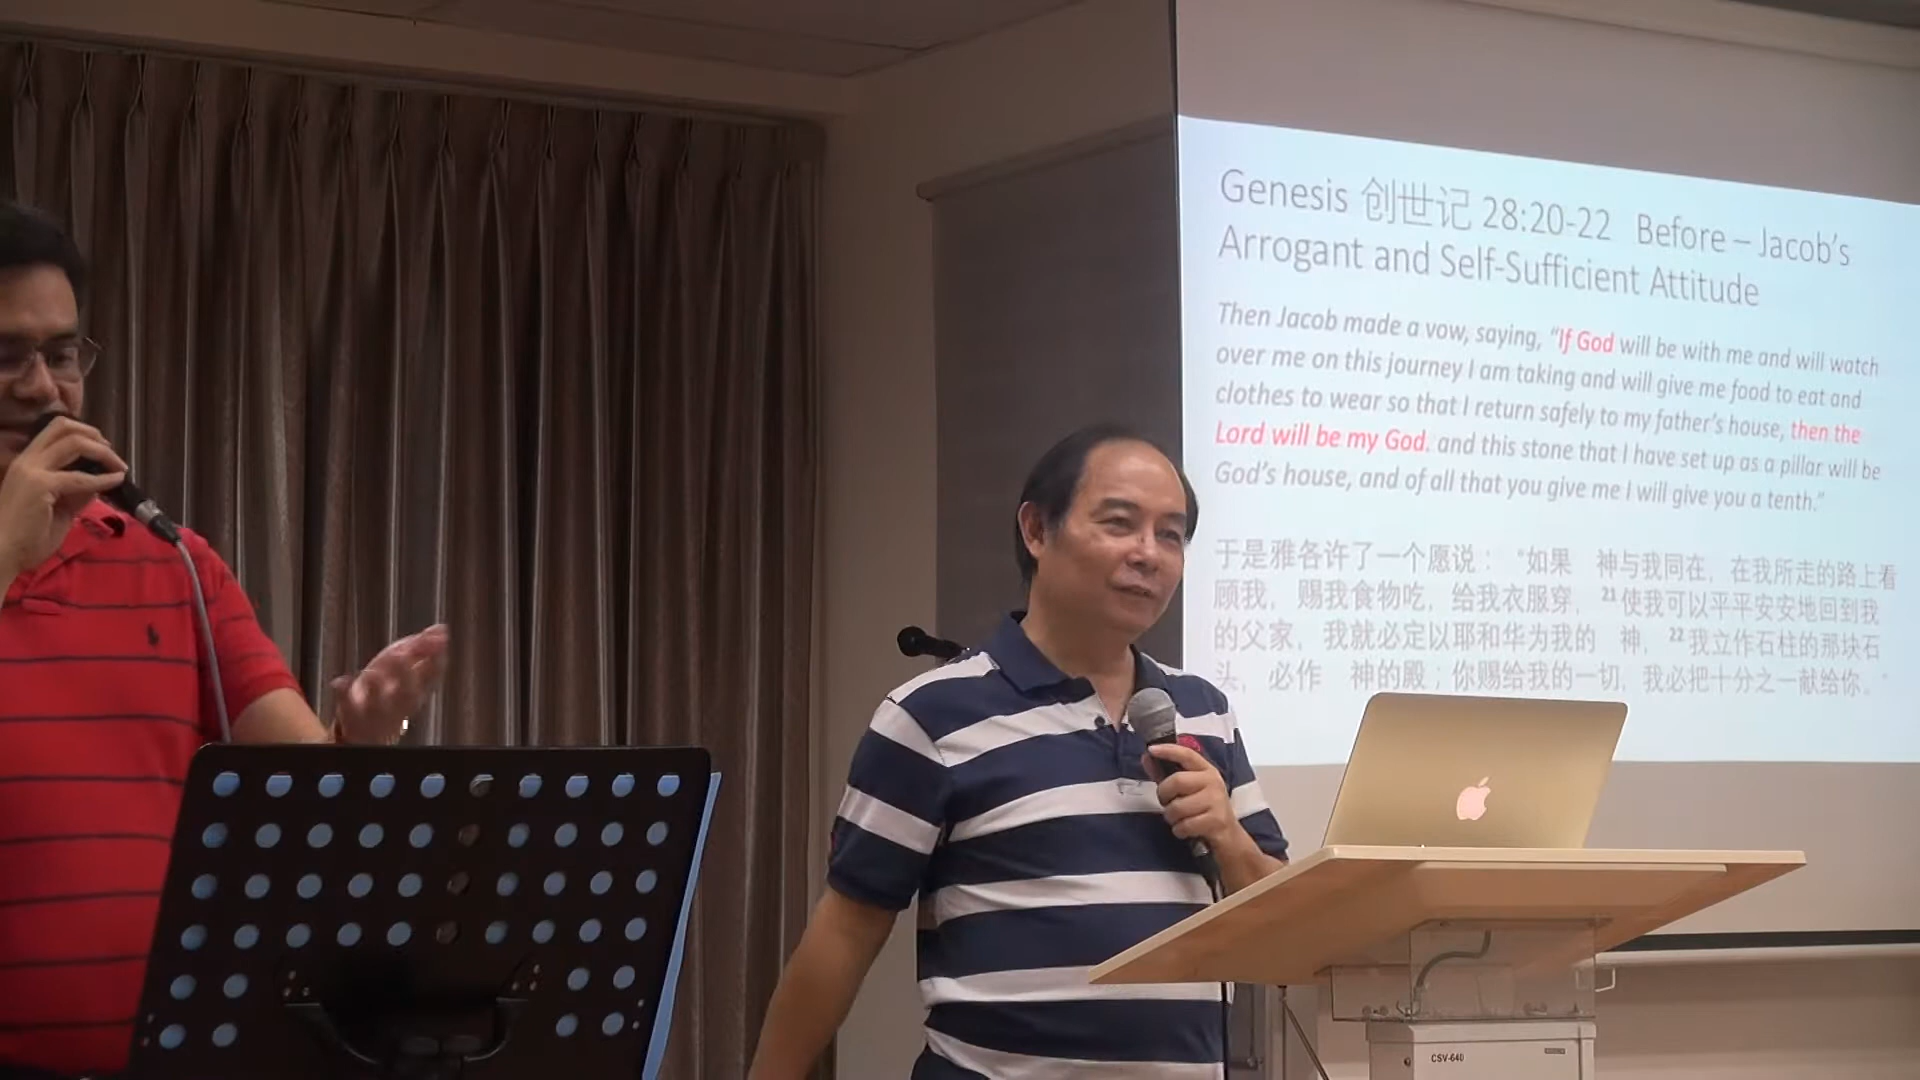 Genesis 创世记 28:20-22 Before – Jacob's
Arrogant and Self-Sufficient Attitude
Then Jacob made a vow, saying, “If God will be with me and will watch
over me on this journey I am taking and will give me food to eat and
clothes to wear so that I return safely to my father's house, then the
Lord will be my God. and this stone that I have set up as a pillar will be
God's house, and of all that you give me I will give you a tenth.”
于是雅各许了一个愿说：“如果 神与我同在，在我所走的路上看
顾我，赐我食物吃，给我衣服穿，21 使我可以平平安安地回到我
的父家，我就必定以耶和华为我的 神，22 我立作石柱的那块石
头，必作 神的殿；你赐给我的一切，我必把十分之一献给你。”
CSV-640